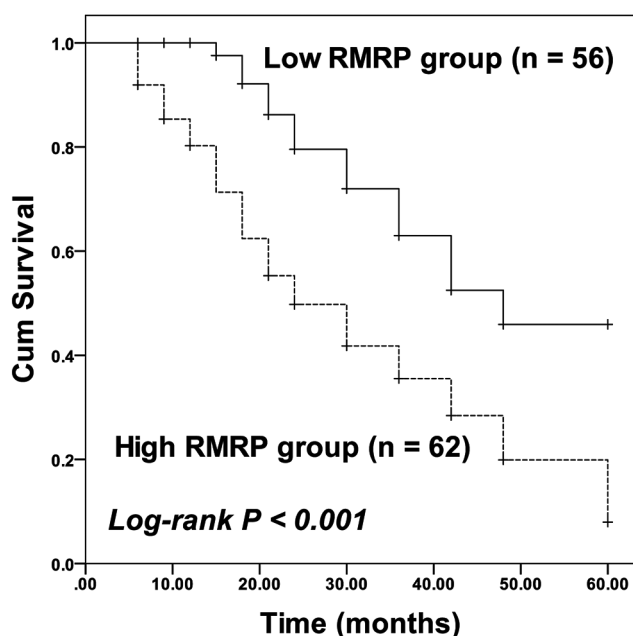 1.0
Low RMRP group (n = 56)
0.8
0.6
Cum Survival
0.4
High RMRP group (n = 62)
0.2
Log-rank P < 0.001
0.0
.00 10.00 20.00 30.00 40.00 50.00 60.00
Time (months)